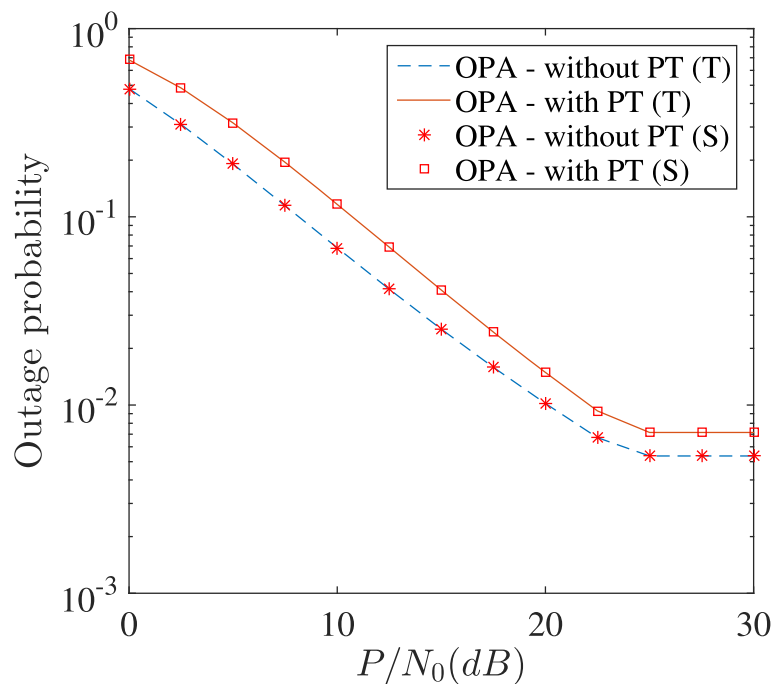 10^0
10^-1
10^-2
10^-3
Outage probability
0
10
20
30
P/N_0(dB)
OPA - without PT (T)
OPA - with PT (T)
OPA - without PT (S)
OPA - with PT (S)